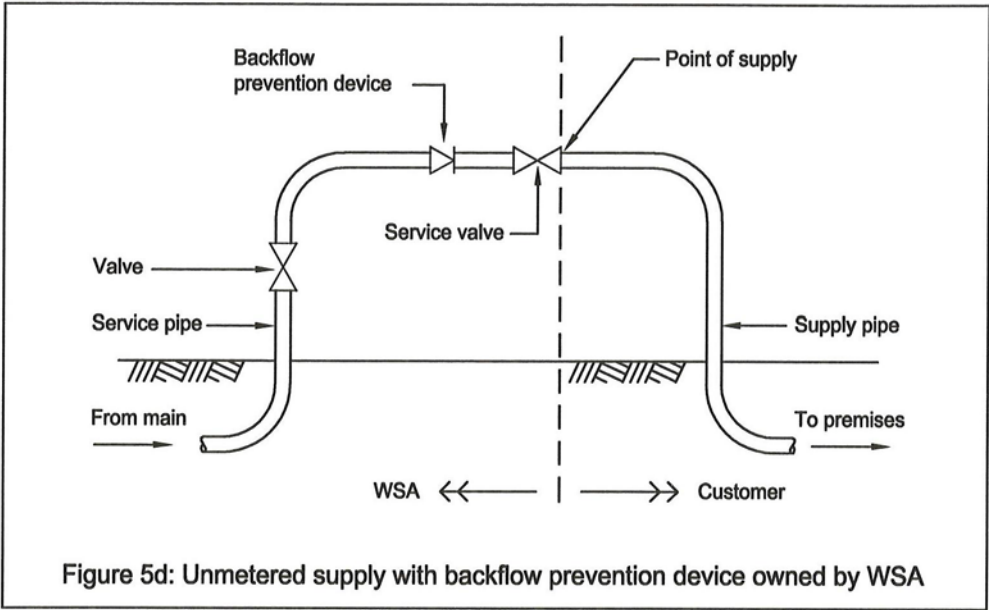 Backflow
prevention device
Point of supply
Service valve
Valve
Service pipe
Supply pipe
From main
To premises
WSA
Customer
Figure 5d: Unmetered supply with backflow prevention device owned by WSA